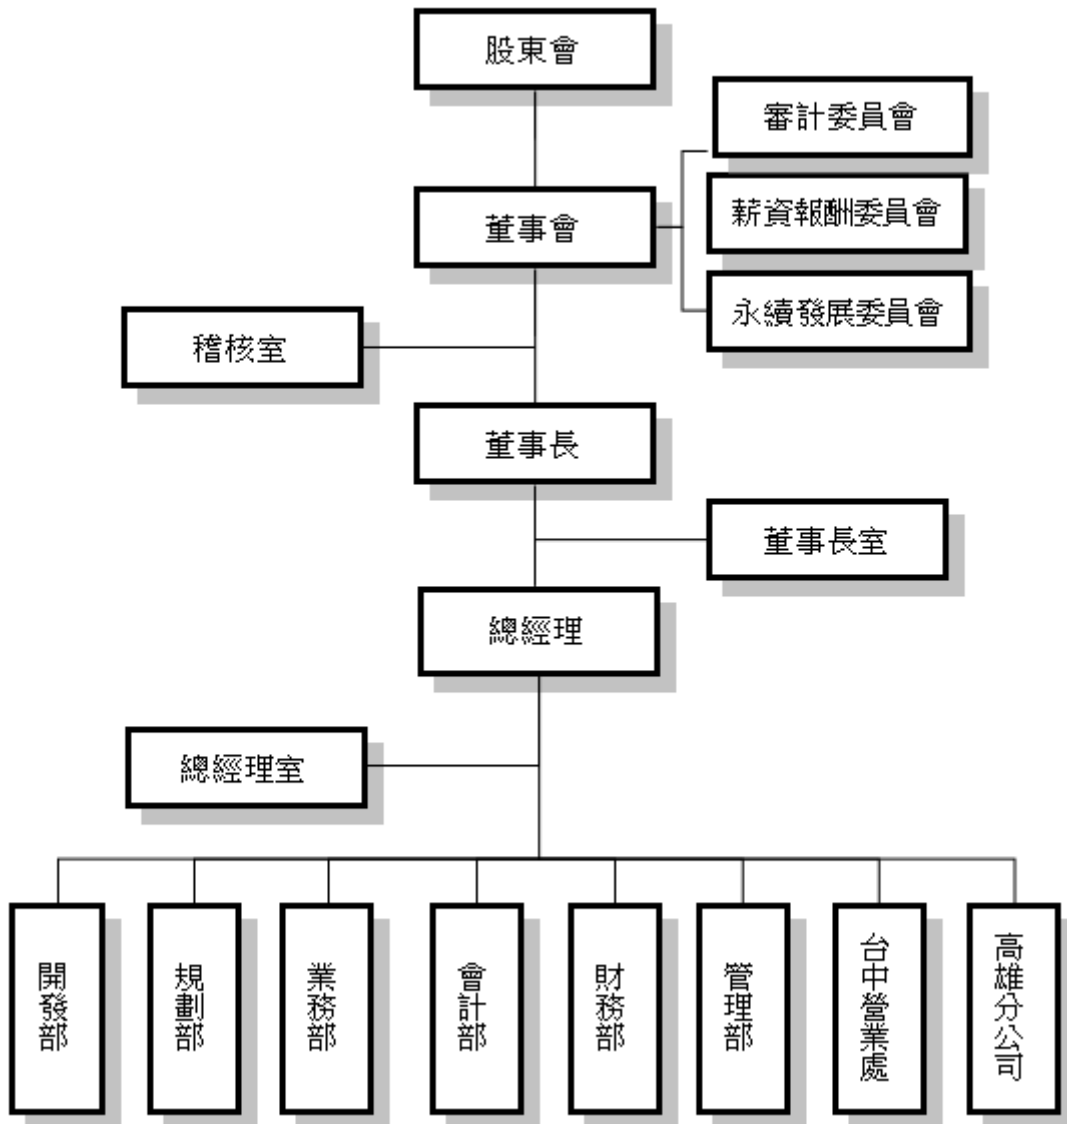 股東會
審計委員會
薪資報酬委員會
董事會
永續發展委員會
稽核室
董事長
董事長室
總經理
總經理室
開發部
規劃部
業務部
會計部
財務部
管理部
台中營業處
高雄分公司